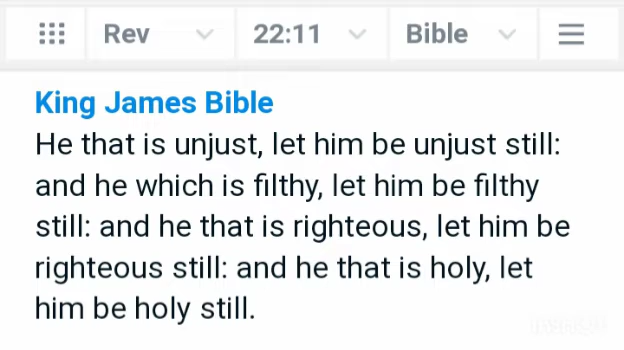 Rev 22:11 Bible
King James Bible
He that is unjust, let him be unjust still:
and he which is filthy, let him be filthy
still: and he that is righteous, let him be
righteous still: and he that is holy, let
him be holy still.